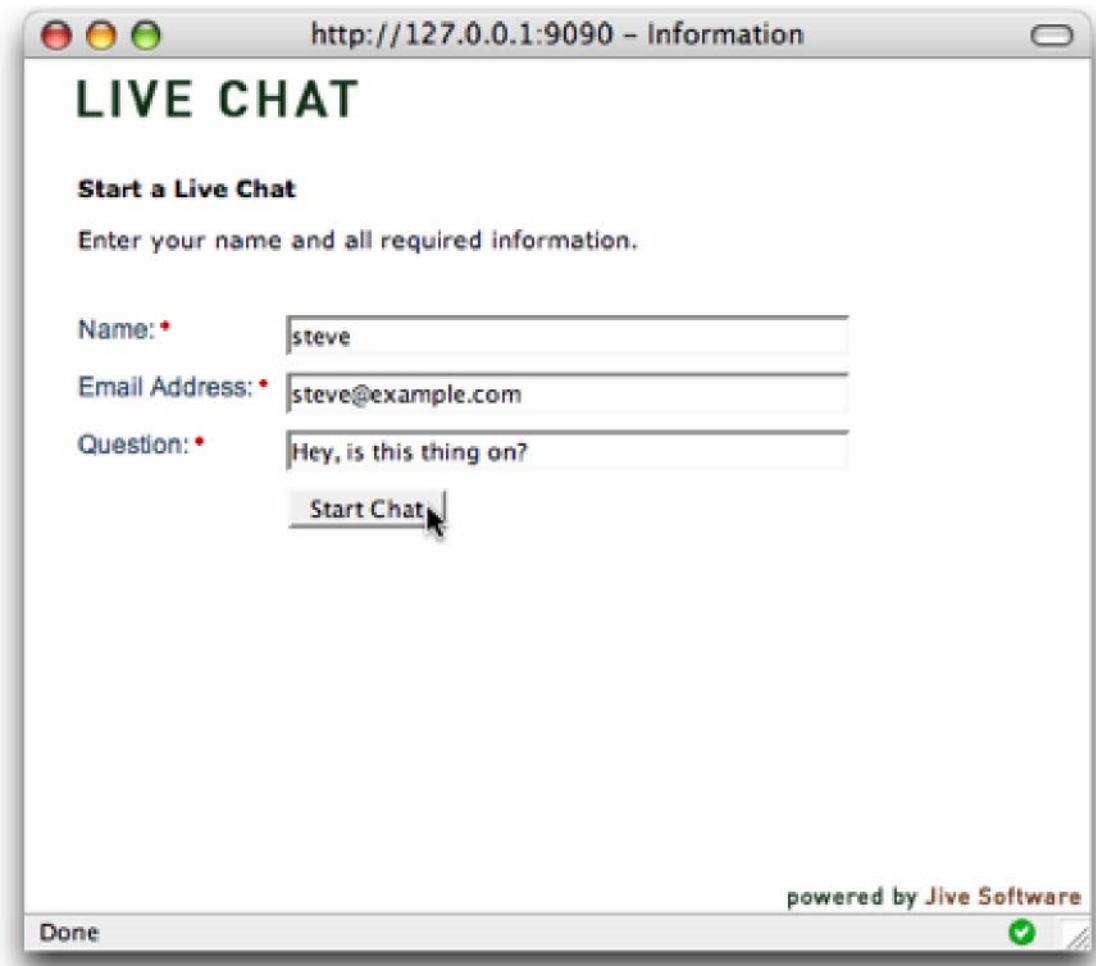 http://127.0.0.1:9090 – Information
LIVE CHAT
Start a Live Chat
Enter your name and all required information.
Name: • steve
Email Address: • steve@example.com
Question: • Hey, is this thing on?
Start Chat
powered by Jive Software
Done